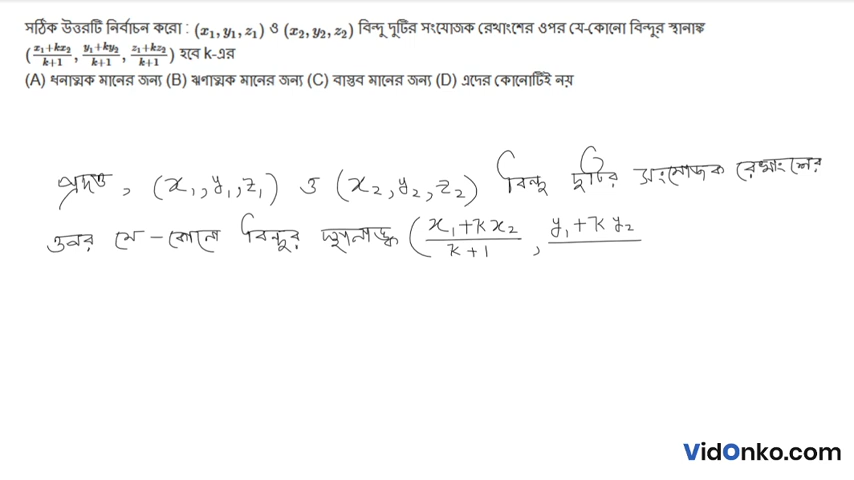 সঠিক উত্তরটি নির্বাচন করো : (x₁, y₁, z₁) ও (x₂, y₂, z₂) বিন্দু দুটির সংযোজক রেখাংশের ওপর যে-কোনো বিন্দুর স্থানাঙ্ক
((x₁+kx₂)/(k+1), (y₁+ky₂)/(k+1), (z₁+kz₂)/(k+1)) হবে k-এর
(A) ধনাত্মক মানের জন্য (B) ঋণাত্মক মানের জন্য (C) বাস্তব মানের জন্য (D) এদের কোনোটিই নয়
প্রদত্ত, (x₁, y₁, z₁) ও (x₂, y₂, z₂) বিন্দু দুটির সংযোজক রেখাংশের
ওপর যে-কোনো বিন্দুর স্থানাঙ্ক ((x₁+kx₂)/(k+1), y₁+ky₂
VidOnko.com